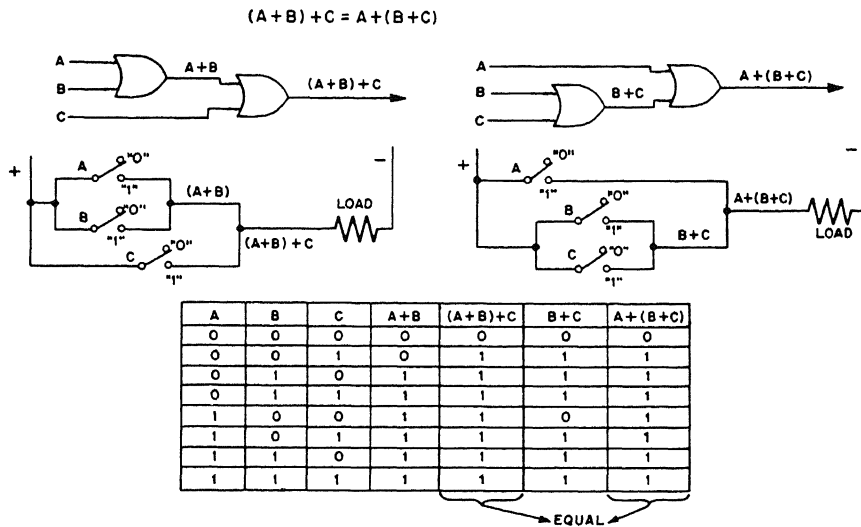 (A+B)+C = A+(B+C)
A
B
C
A+B
(A+B)+C
A
B
C
B+C
A+(B+C)
+
–
A
"0"
"1"
B
"0"
"1"
C
"0"
"1"
(A+B)
(A+B)+C
LOAD
+
–
A
"0"
"1"
B
"0"
"1"
C
"0"
"1"
B+C
A+(B+C)
LOAD
A B C A+B (A+B)+C B+C A+(B+C)
0 0 0 0 0 0 0
0 0 1 0 1 1 1
0 1 0 1 1 1 1
0 1 1 1 1 1 1
1 0 0 1 1 0 1
1 0 1 1 1 1 1
1 1 0 1 1 1 1
1 1 1 1 1 1 1
EQUAL